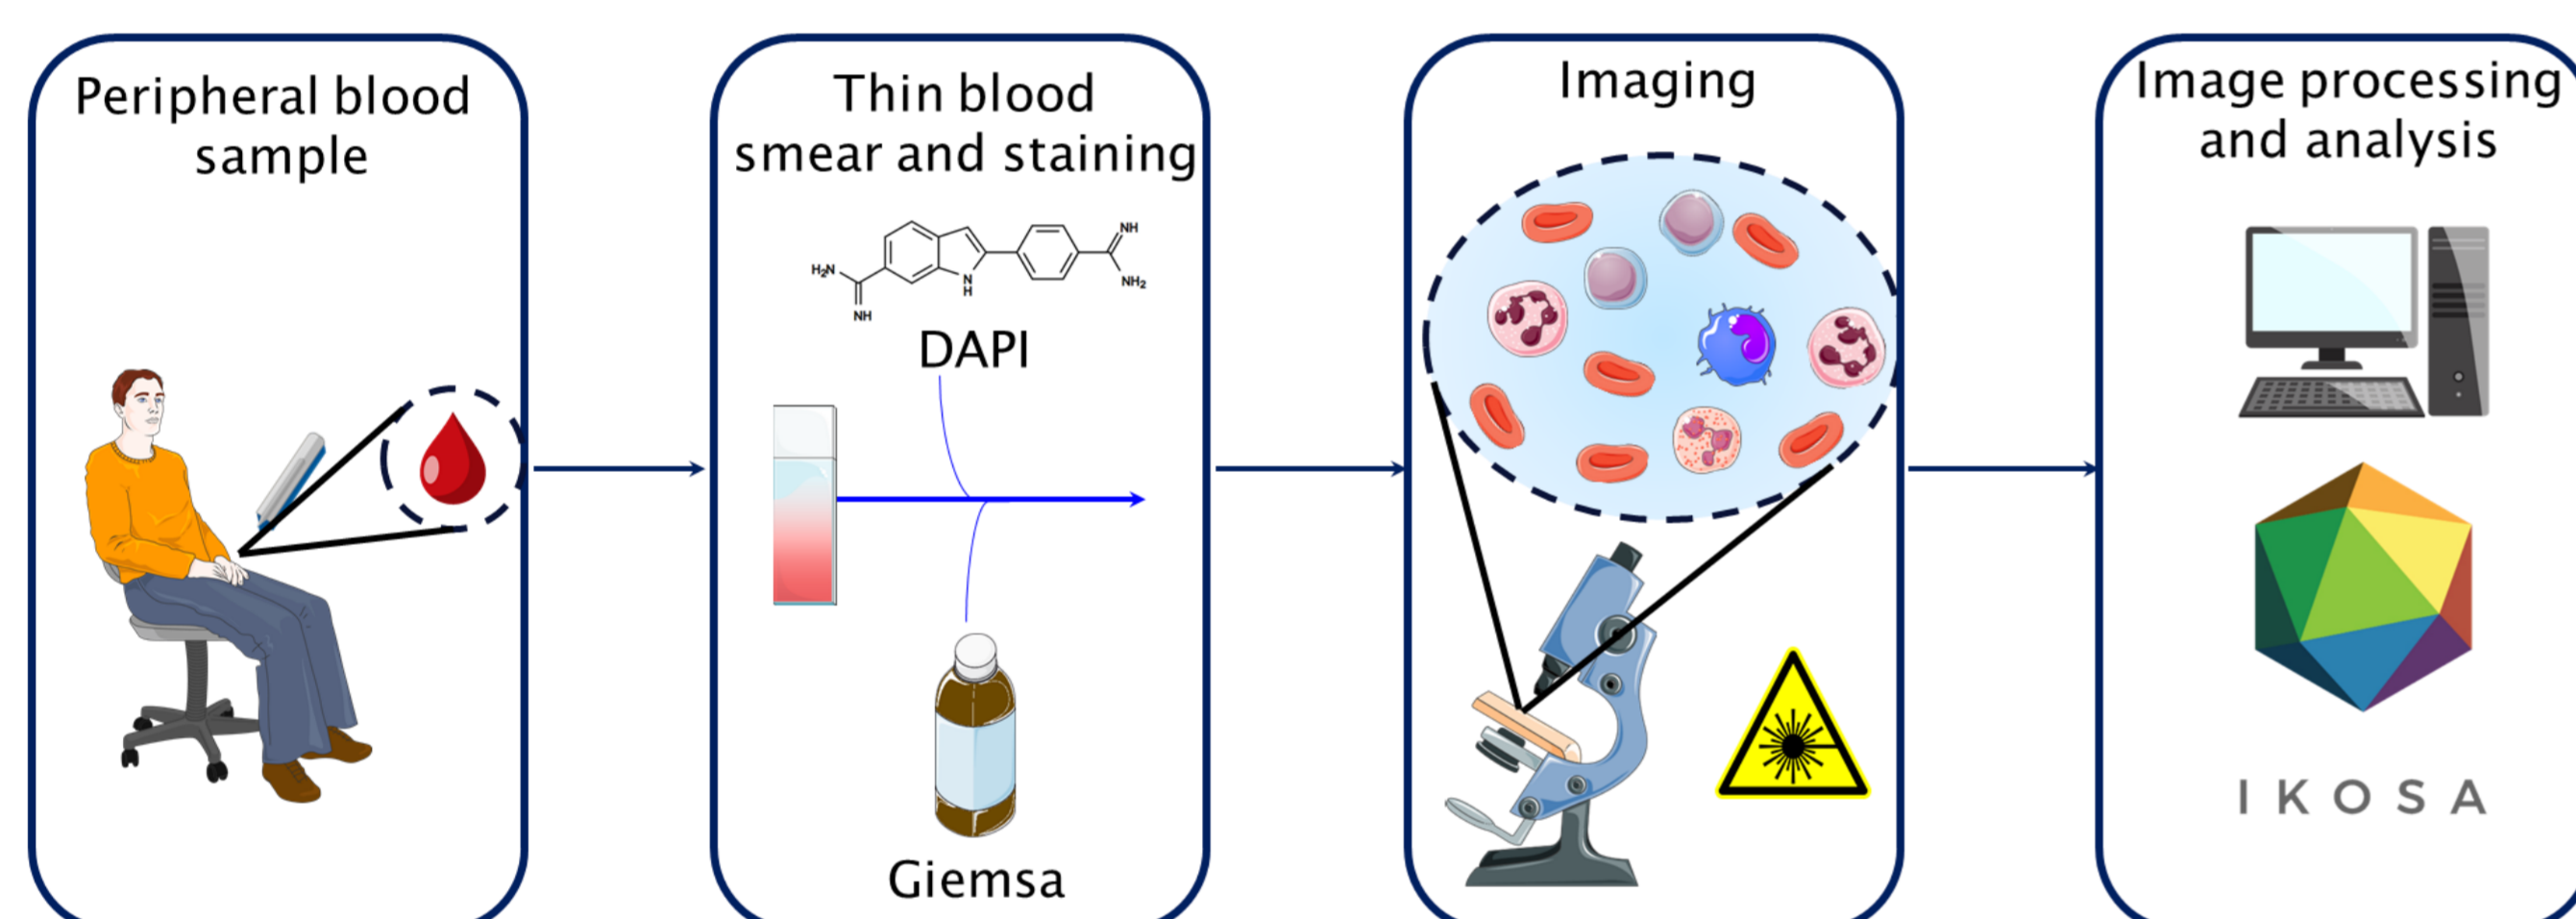 Peripheral blood
sample
Thin blood
smear and staining
NH
H₂N
N
H
NH₂
NH
DAPI
Giemsa
Imaging
Image processing
and analysis
IKOSA